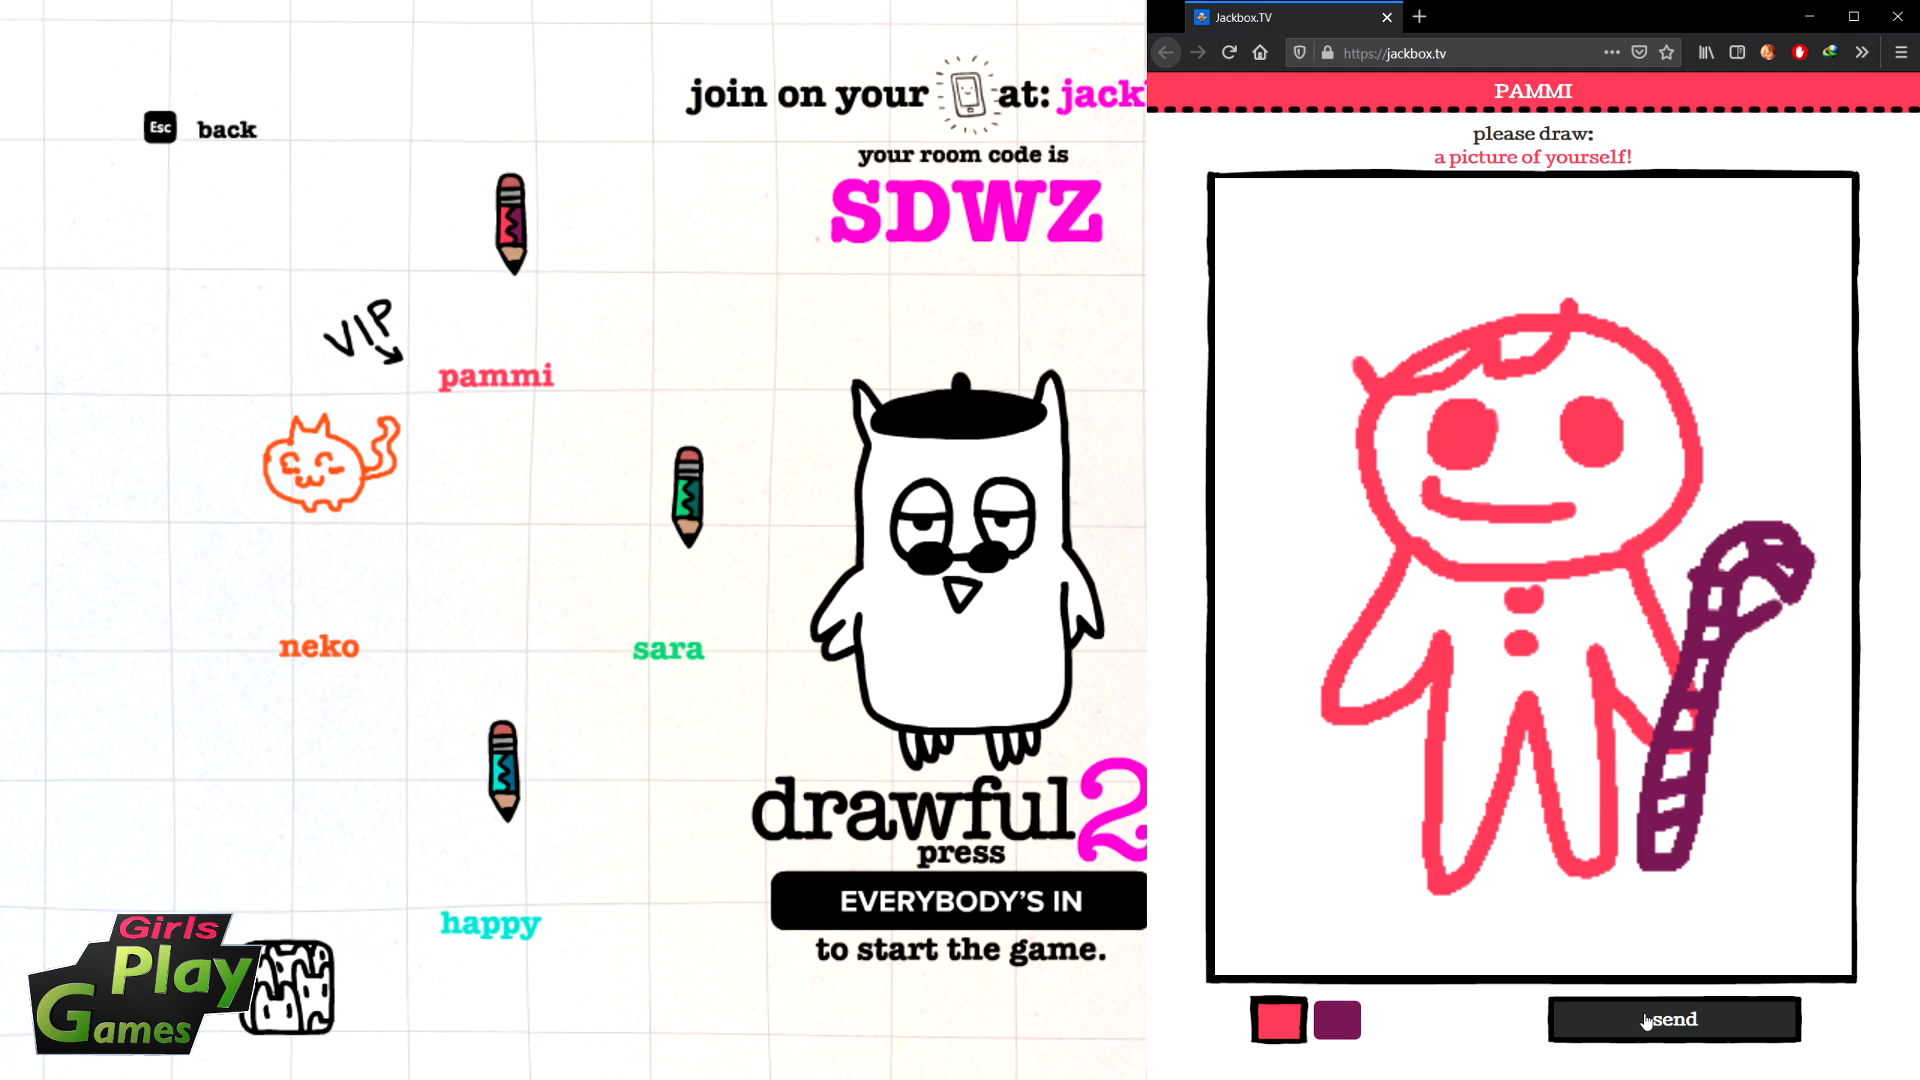 Esc back
join on your at: jack
your room code is
SDWZ
VIP
pammi
neko
sara
happy
drawful 2
press
EVERYBODY'S IN
to start the game.
Girls
Play
Games
Jackbox.TV
https://jackbox.tv
PAMMI
please draw:
a picture of yourself!
send